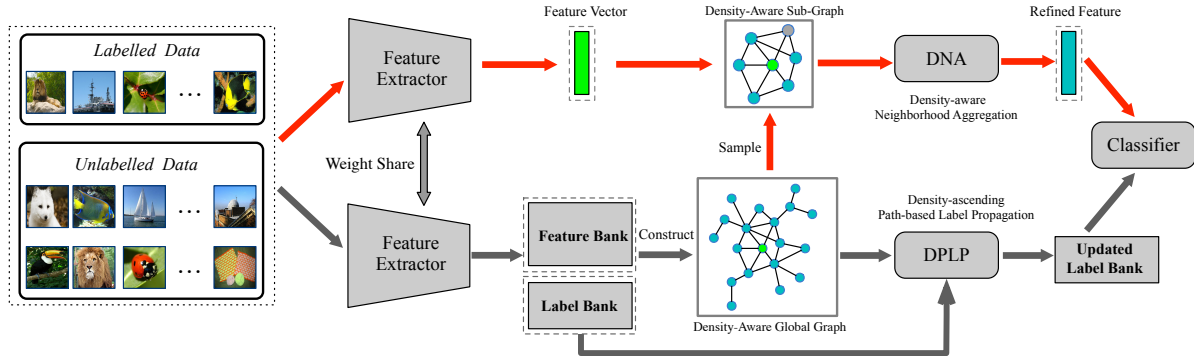 Labelled Data
Unlabelled Data
Feature
Extractor
Weight Share
Feature
Extractor
Feature Vector
Density-Aware Sub-Graph
DNA
Density-aware
Neighborhood Aggregation
Refined Feature
Classifier
Sample
Feature Bank
Label Bank
Construct
Density-Aware Global Graph
Density-ascending
Path-based Label Propagation
DPLP
Updated
Label Bank